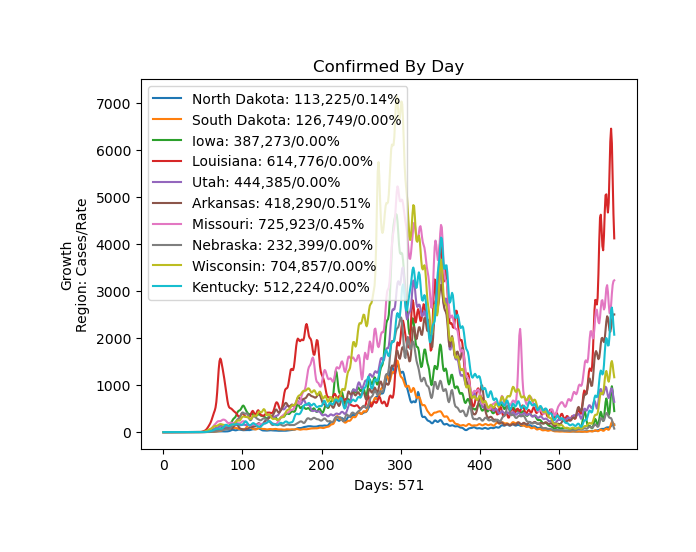 Confirmed By Day
7000
6000
5000
4000
3000
2000
1000
0
Growth
Region: Cases/Rate
North Dakota: 113,225/0.14%
South Dakota: 126,749/0.00%
Iowa: 387,273/0.00%
Louisiana: 614,776/0.00%
Utah: 444,385/0.00%
Arkansas: 418,290/0.51%
Missouri: 725,923/0.45%
Nebraska: 232,399/0.00%
Wisconsin: 704,857/0.00%
Kentucky: 512,224/0.00%
0 100 200 300 400 500
Days: 571